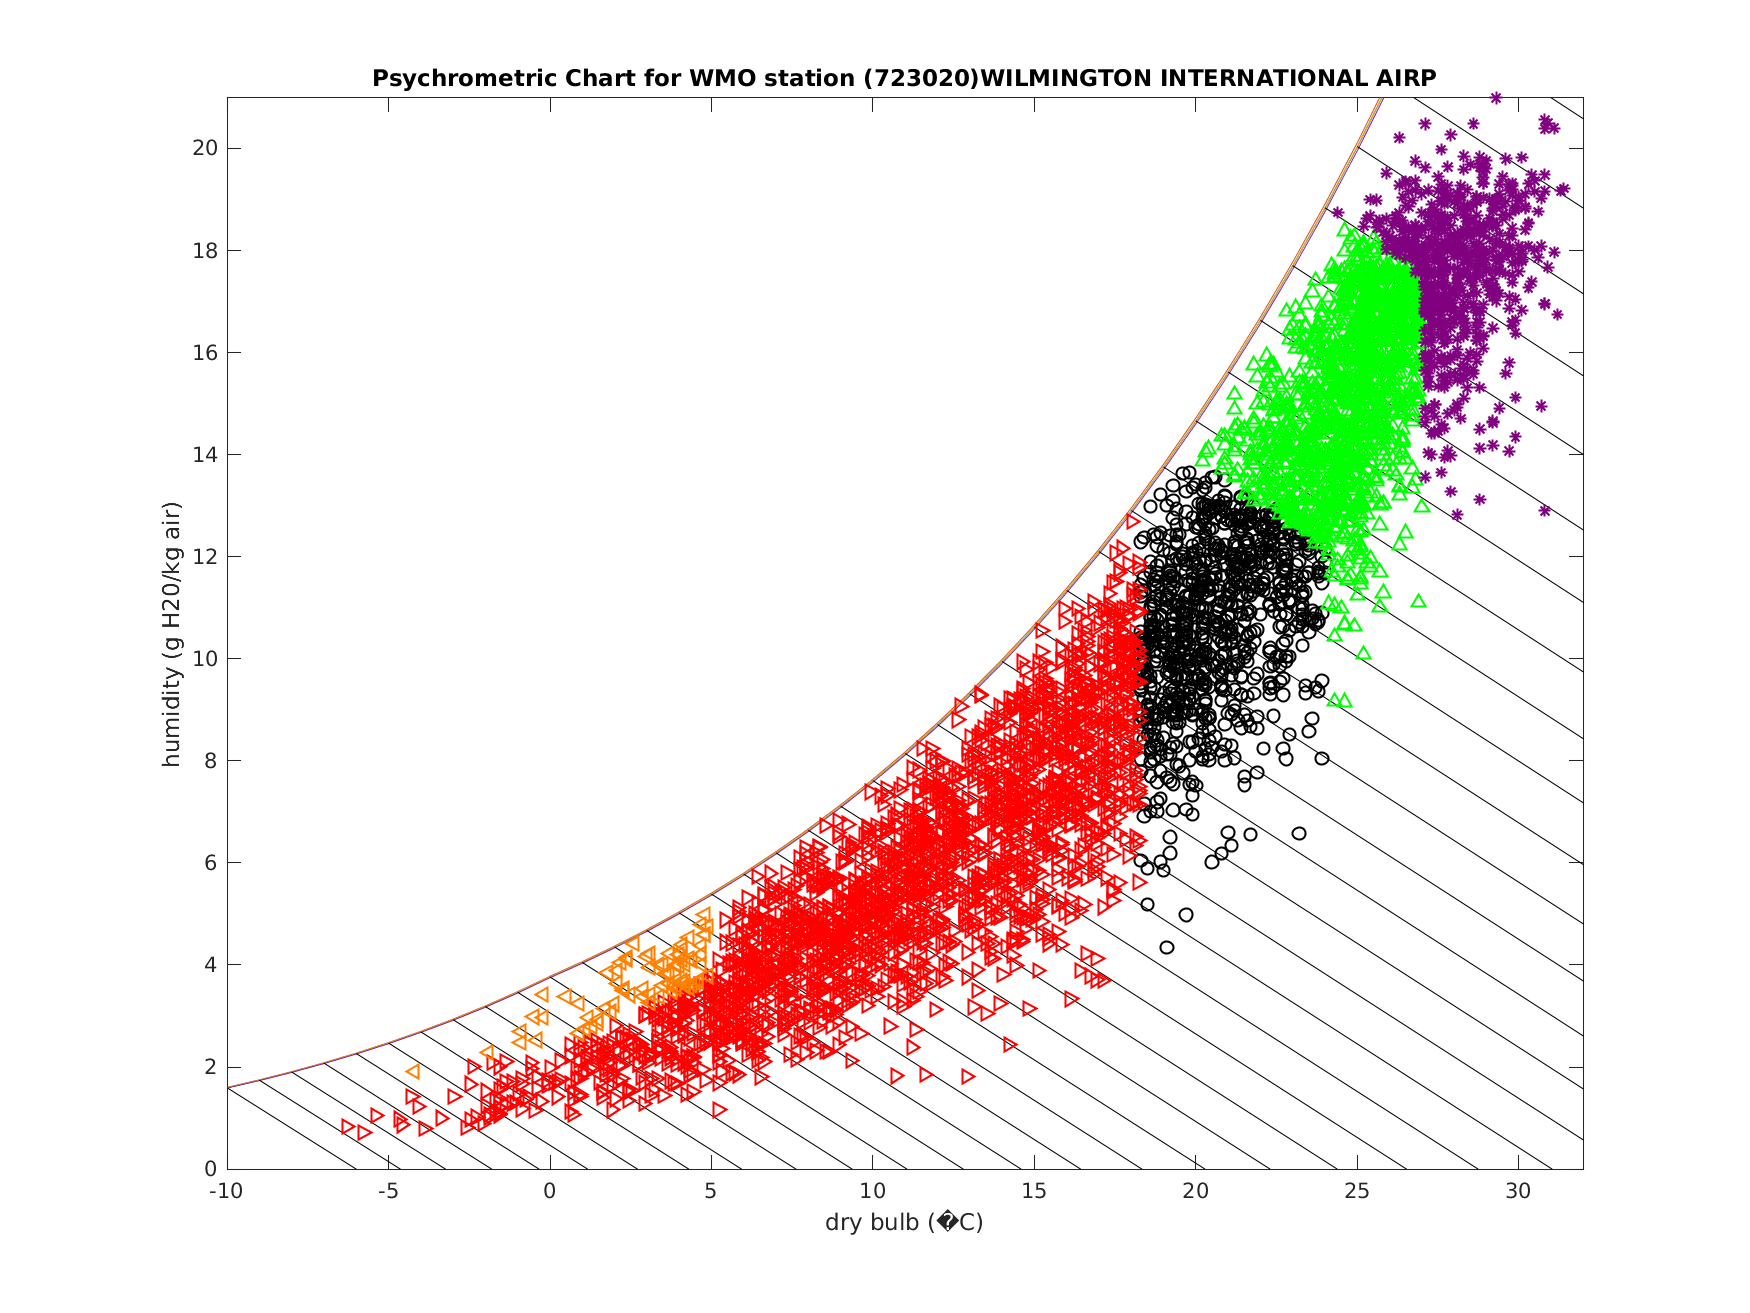 Psychrometric Chart for WMO station (723020)WILMINGTON INTERNATIONAL AIRP
humidity (g H20/kg air)
20
18
16
14
12
10
8
6
4
2
0
-10 -5 0 5 10 15 20 25 30
dry bulb (�C)